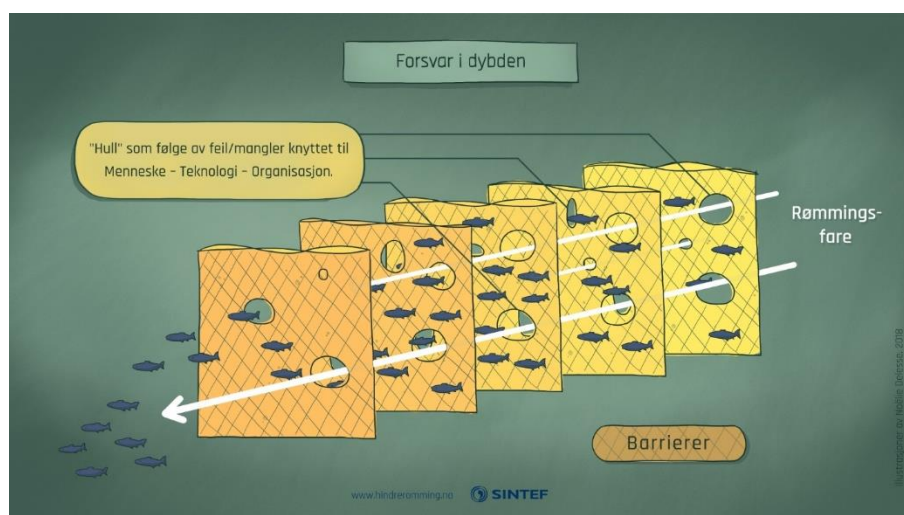 Forsvar i dybden
"Hull" som følge av feil/mangler knyttet til
Menneske - Teknologi - Organisasjon.
Rømmings-
fare
Barrierer
www.hindreromming.no
SINTEF